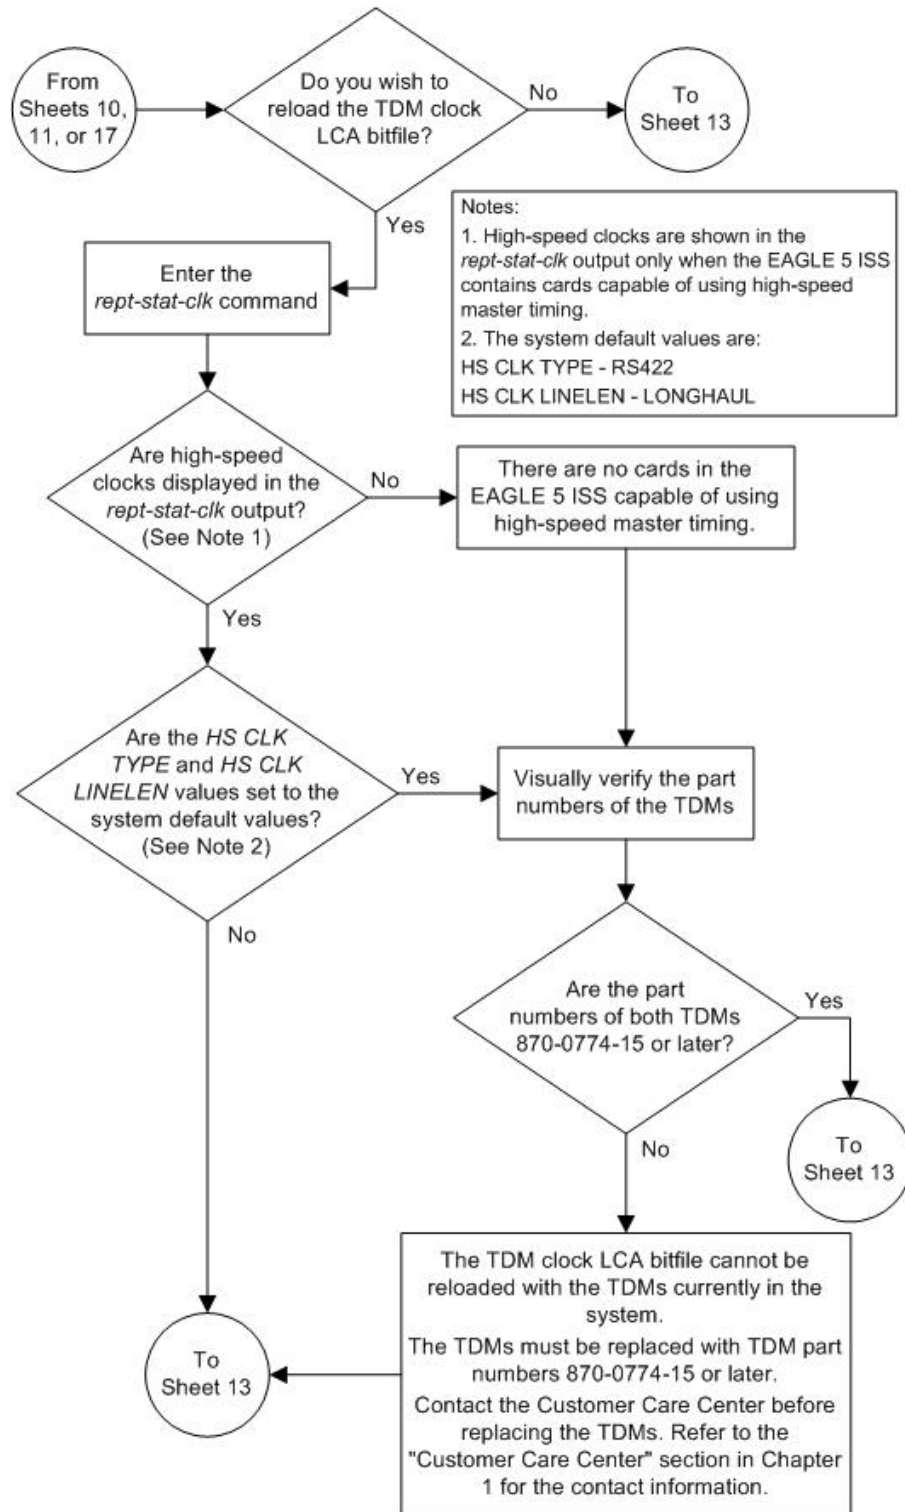 From
Sheets 10,
11, or 17
Do you wish to
reload the TDM clock
LCA bitfile?
No
To
Sheet 13
Yes
Notes:
1. High-speed clocks are shown in the
rept-stat-clk output only when the EAGLE 5 ISS
contains cards capable of using high-speed
master timing.
2. The system default values are:
HS CLK TYPE - RS422
HS CLK LINELEN - LONGHAUL
Enter the
rept-stat-clk command
Are high-speed
clocks displayed in the
rept-stat-clk output?
(See Note 1)
No
There are no cards in the
EAGLE 5 ISS capable of using
high-speed master timing.
Yes
Are the HS CLK
TYPE and HS CLK
LINELEN values set to the
system default values?
(See Note 2)
Yes
Visually verify the part
numbers of the TDMs
No
Are the part
numbers of both TDMs
870-0774-15 or later?
Yes
To
Sheet 13
No
The TDM clock LCA bitfile cannot be
reloaded with the TDMs currently in the
system.
The TDMs must be replaced with TDM part
numbers 870-0774-15 or later.
Contact the Customer Care Center before
replacing the TDMs. Refer to the
"Customer Care Center" section in Chapter
1 for the contact information.
To
Sheet 13